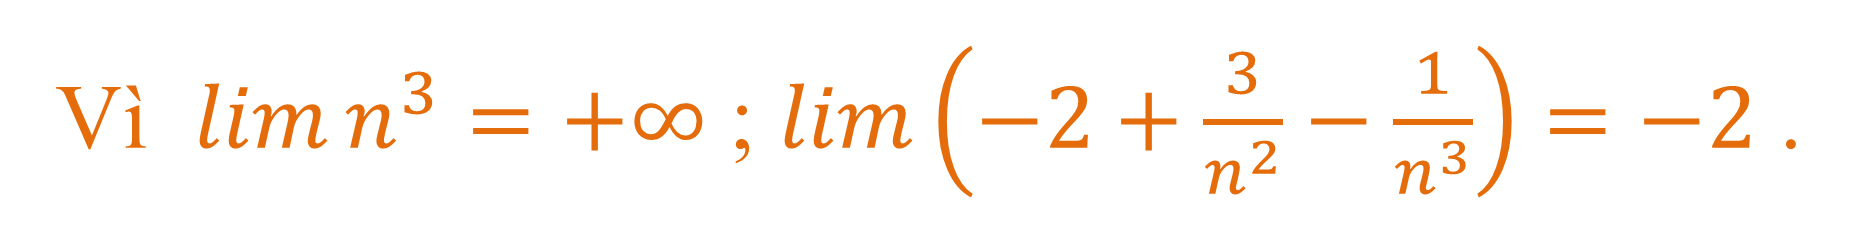 Vì lim n³ = +∞ ; lim (−2 + 3/n² − 1/n³) = −2 .